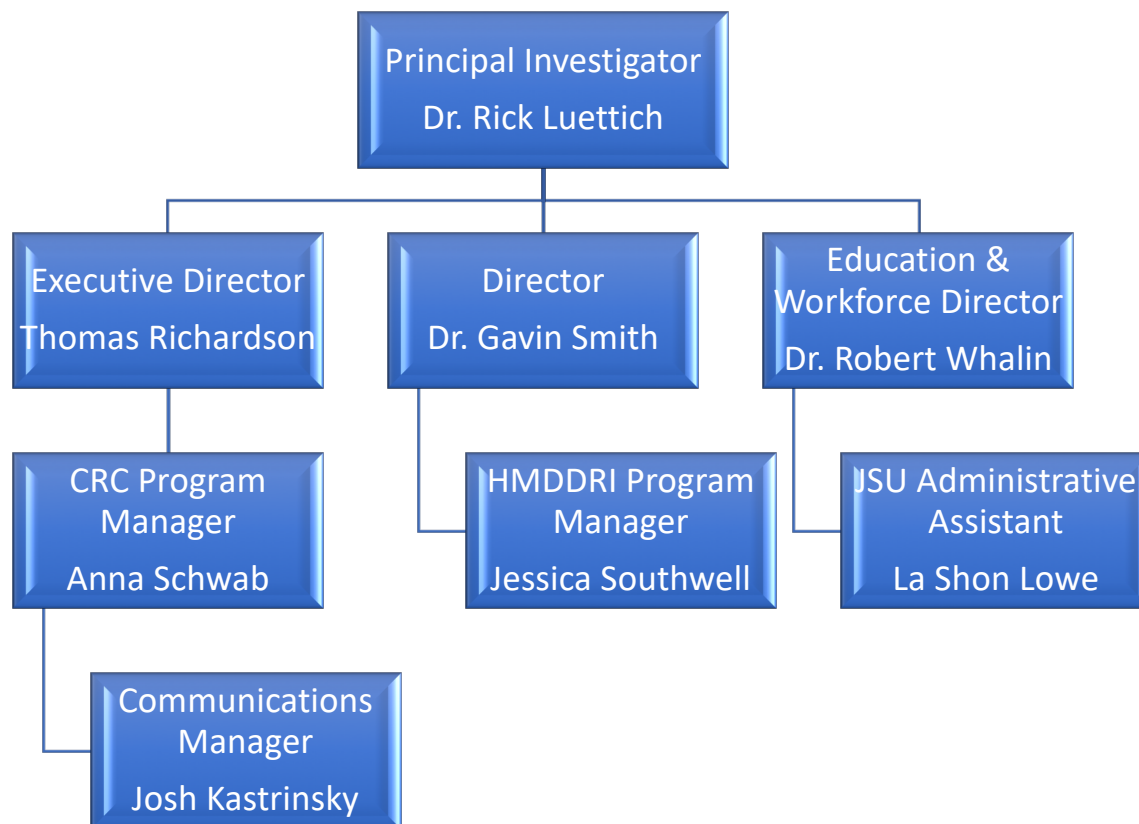 Principal Investigator
Dr. Rick Luettich
Executive Director
Thomas Richardson
Director
Dr. Gavin Smith
Education &
Workforce Director
Dr. Robert Whalin
CRC Program
Manager
Anna Schwab
HMDDRI Program
Manager
Jessica Southwell
JSU Administrative
Assistant
La Shon Lowe
Communications
Manager
Josh Kastrinsky